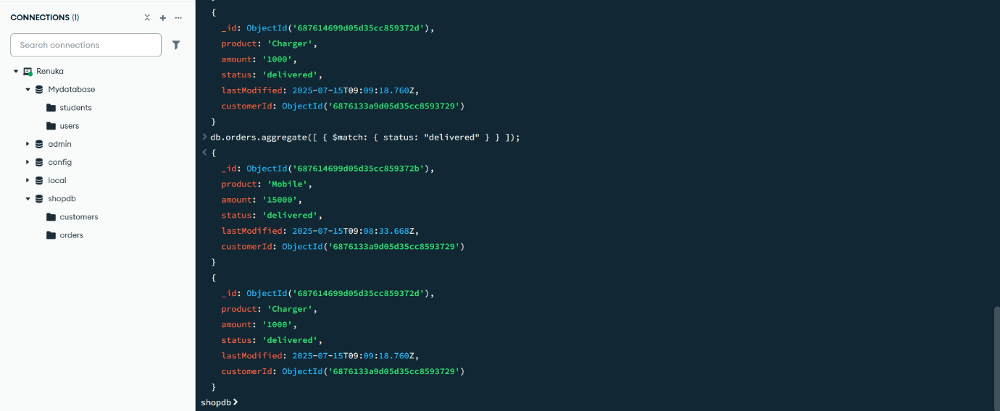 CONNECTIONS (1)
Search connections
Renuka
Mydatabase
students
users
admin
config
local
shopdb
customers
orders
{
_id: ObjectId('687614699d05d35cc859372d'),
product: 'Charger',
amount: '1000',
status: 'delivered',
lastModified: 2025-07-15T09:09:18.760Z,
customerId: ObjectId('6876133a9d05d35cc8593729')
}
> db.orders.aggregate([ { $match: { status: "delivered" } } ]);
< {
_id: ObjectId('687614699d05d35cc859372b'),
product: 'Mobile',
amount: '15000',
status: 'delivered',
lastModified: 2025-07-15T09:08:33.668Z,
customerId: ObjectId('6876133a9d05d35cc8593729')
}
{
_id: ObjectId('687614699d05d35cc859372d'),
product: 'Charger',
amount: '1000',
status: 'delivered',
lastModified: 2025-07-15T09:09:18.760Z,
customerId: ObjectId('6876133a9d05d35cc8593729')
}
shopdb>